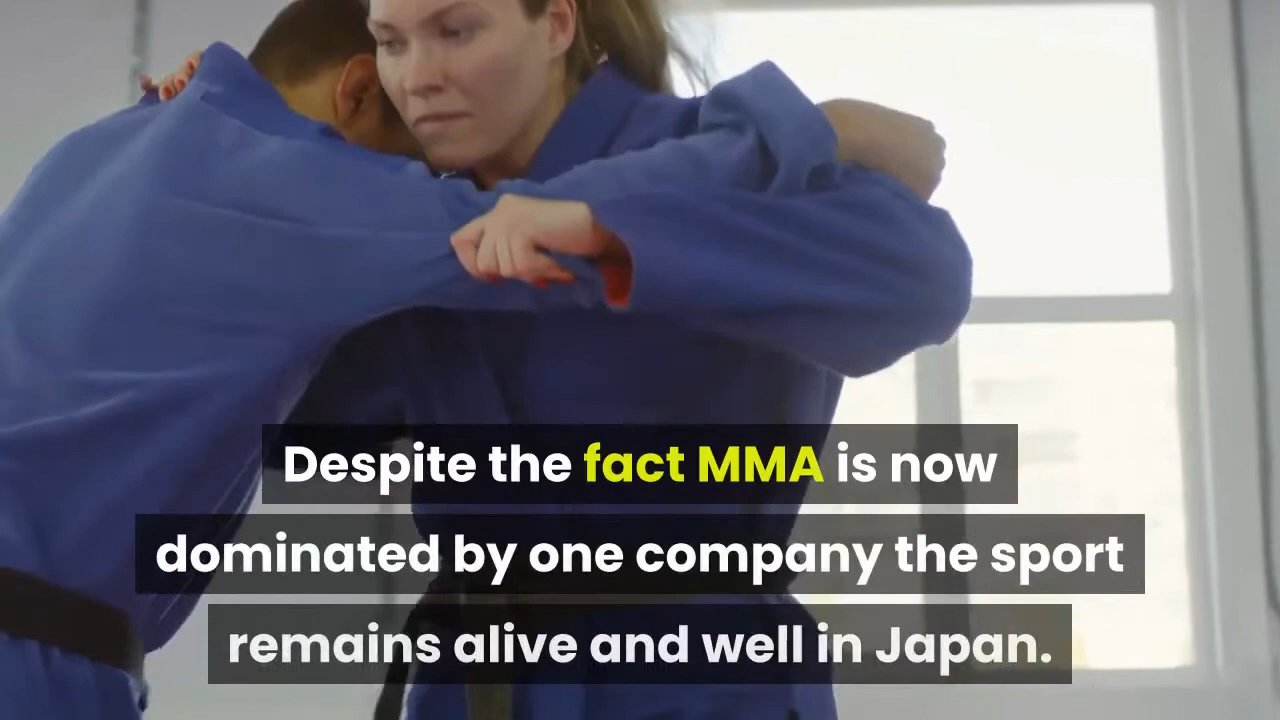 Despite the fact MMA is now
dominated by one company the sport
remains alive and well in Japan.